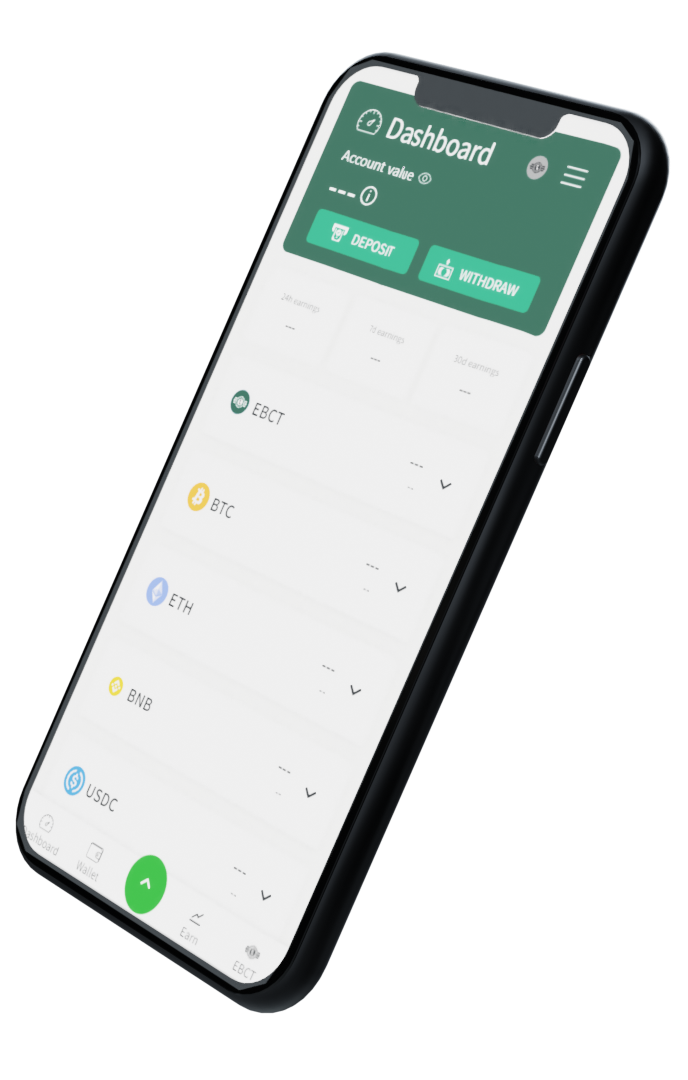 Dashboard
Account value
---
DEPOSIT
WITHDRAW
24h earnings
---
1d earnings
---
30d earnings
---
EBCT
---
--
BTC
---
--
ETH
---
--
BNB
---
--
USDC
---
--
Dashboard
Wallet
Earn
EBCT